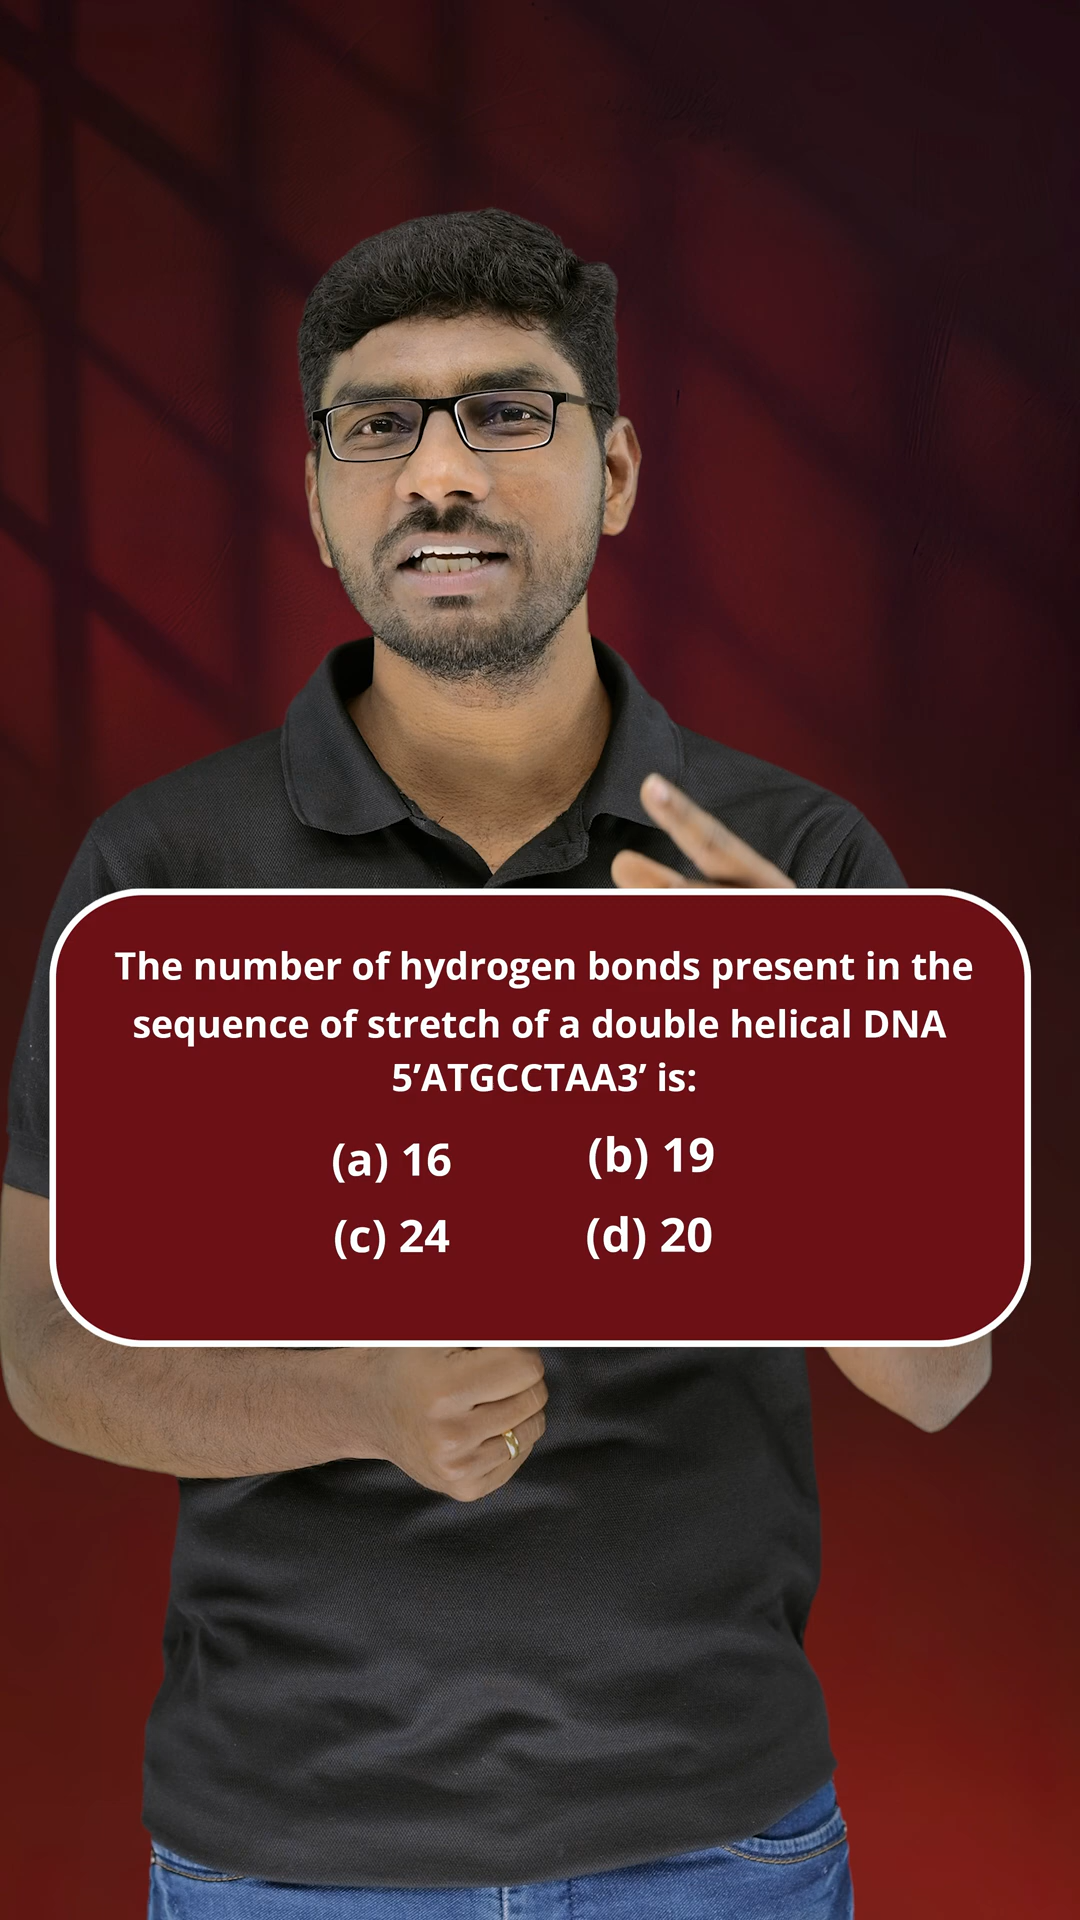 The number of hydrogen bonds present in the
sequence of stretch of a double helical DNA
5’ATGCCTAA3’ is:
(a) 16 (b) 19
(c) 24 (d) 20